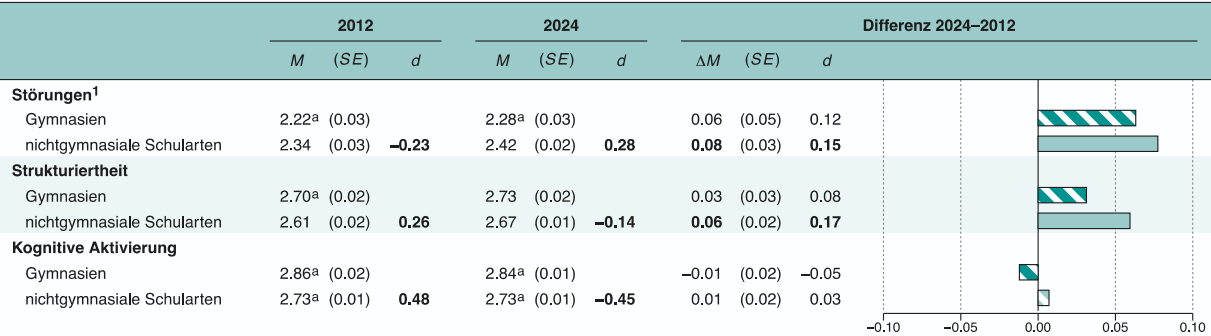 2012 2024 Differenz 2024–2012
M (SE) d M (SE) d ΔM (SE) d
Störungen¹
Gymnasien 2.22ᵃ (0.03) 2.28ᵃ (0.03) 0.06 (0.05) 0.12
nichtgymnasiale Schularten 2.34 (0.03) –0.23 2.42 (0.02) 0.28 0.08 (0.03) 0.15
Strukturiertheit
Gymnasien 2.70ᵃ (0.02) 2.73 (0.02) 0.03 (0.03) 0.08
nichtgymnasiale Schularten 2.61 (0.02) 0.26 2.67 (0.01) –0.14 0.06 (0.02) 0.17
Kognitive Aktivierung
Gymnasien 2.86ᵃ (0.02) 2.84ᵃ (0.01) –0.01 (0.02) –0.05
nichtgymnasiale Schularten 2.73ᵃ (0.01) 0.48 2.73ᵃ (0.01) –0.45 0.01 (0.02) 0.03
–0.10 –0.05 0.00 0.05 0.10